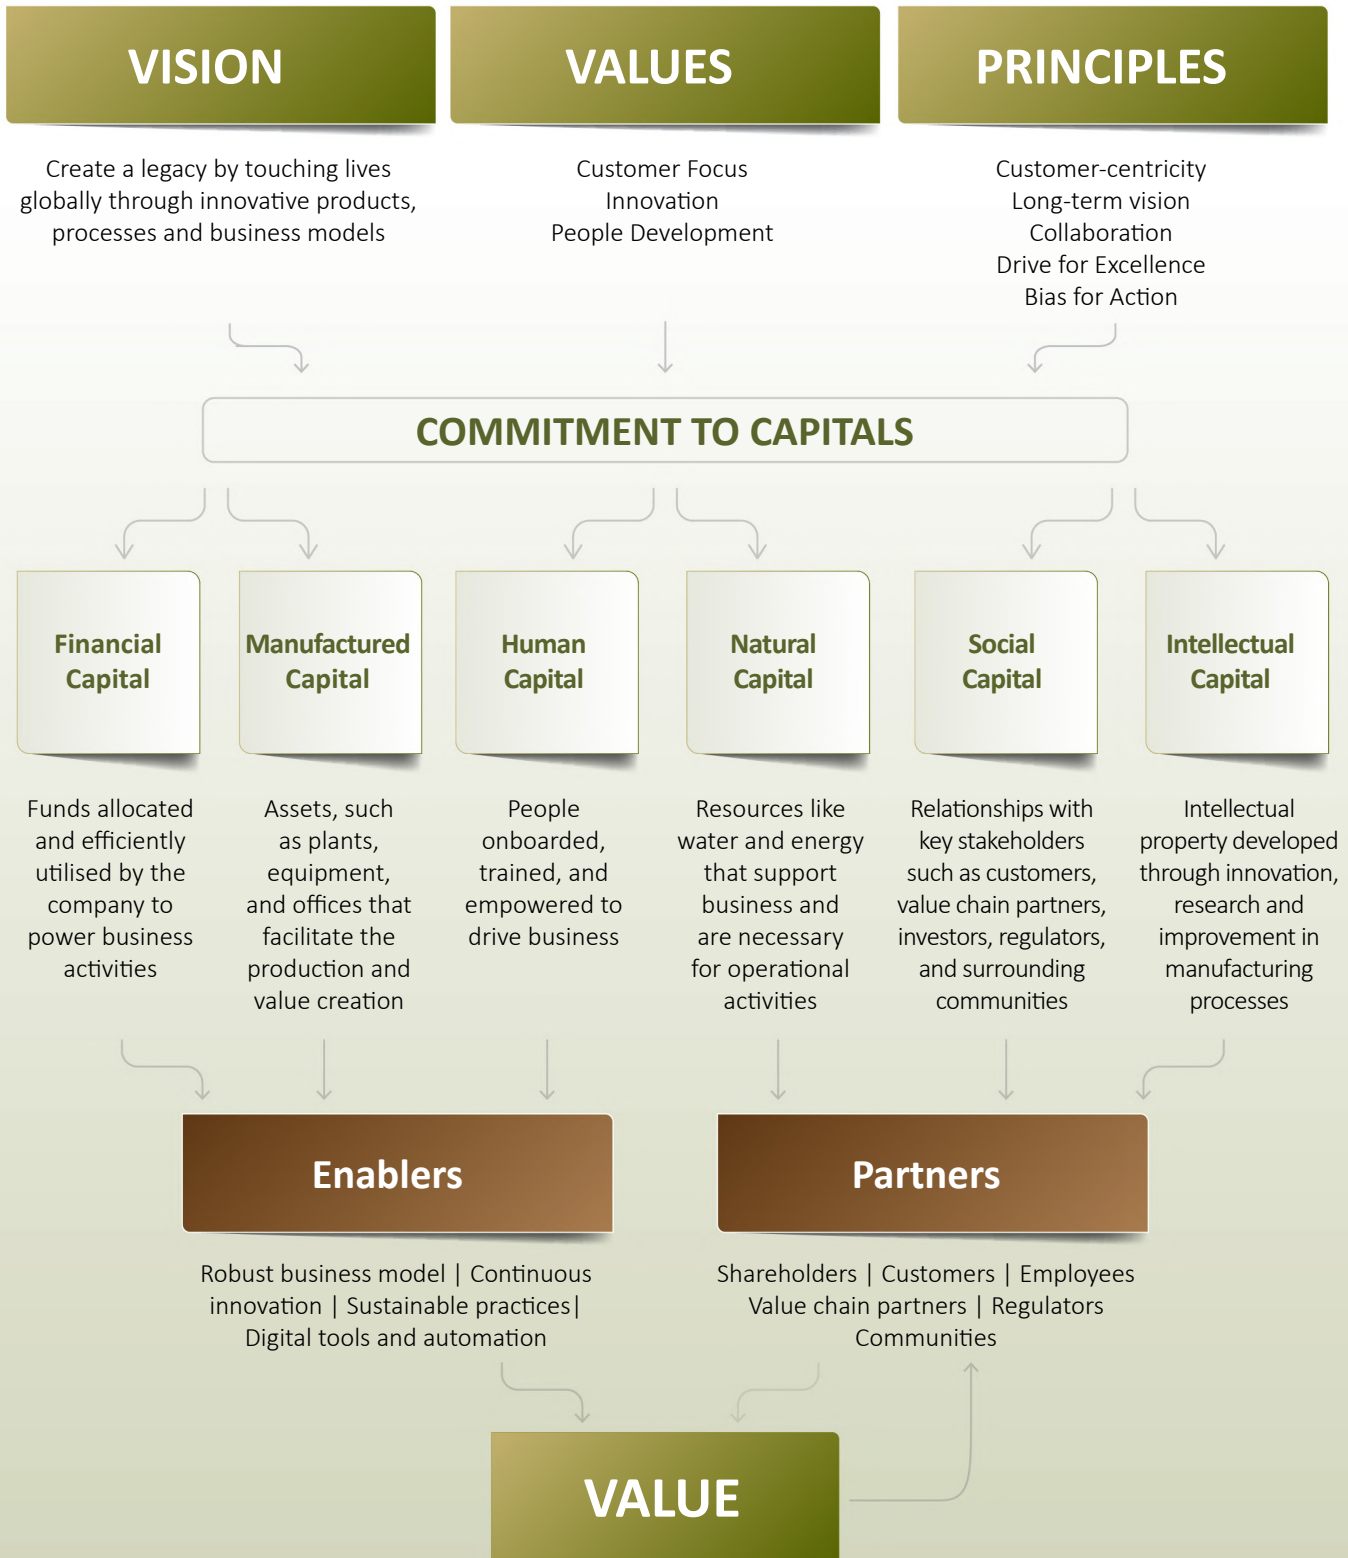 VISION
Create a legacy by touching lives
globally through innovative products,
processes and business models
VALUES
Customer Focus
Innovation
People Development
PRINCIPLES
Customer-centricity
Long-term vision
Collaboration
Drive for Excellence
Bias for Action
COMMITMENT TO CAPITALS
Financial
Capital
Funds allocated
and efficiently
utilised by the
company to
power business
activities
Manufactured
Capital
Assets, such
as plants,
equipment,
and offices that
facilitate the
production and
value creation
Human
Capital
People
onboarded,
trained, and
empowered to
drive business
Natural
Capital
Resources like
water and energy
that support
business and
are necessary
for operational
activities
Social
Capital
Relationships with
key stakeholders
such as customers,
value chain partners,
investors, regulators,
and surrounding
communities
Intellectual
Capital
Intellectual
property developed
through innovation,
research and
improvement in
manufacturing
processes
Enablers
Robust business model | Continuous
innovation | Sustainable practices|
Digital tools and automation
Partners
Shareholders | Customers | Employees
Value chain partners | Regulators
Communities
VALUE